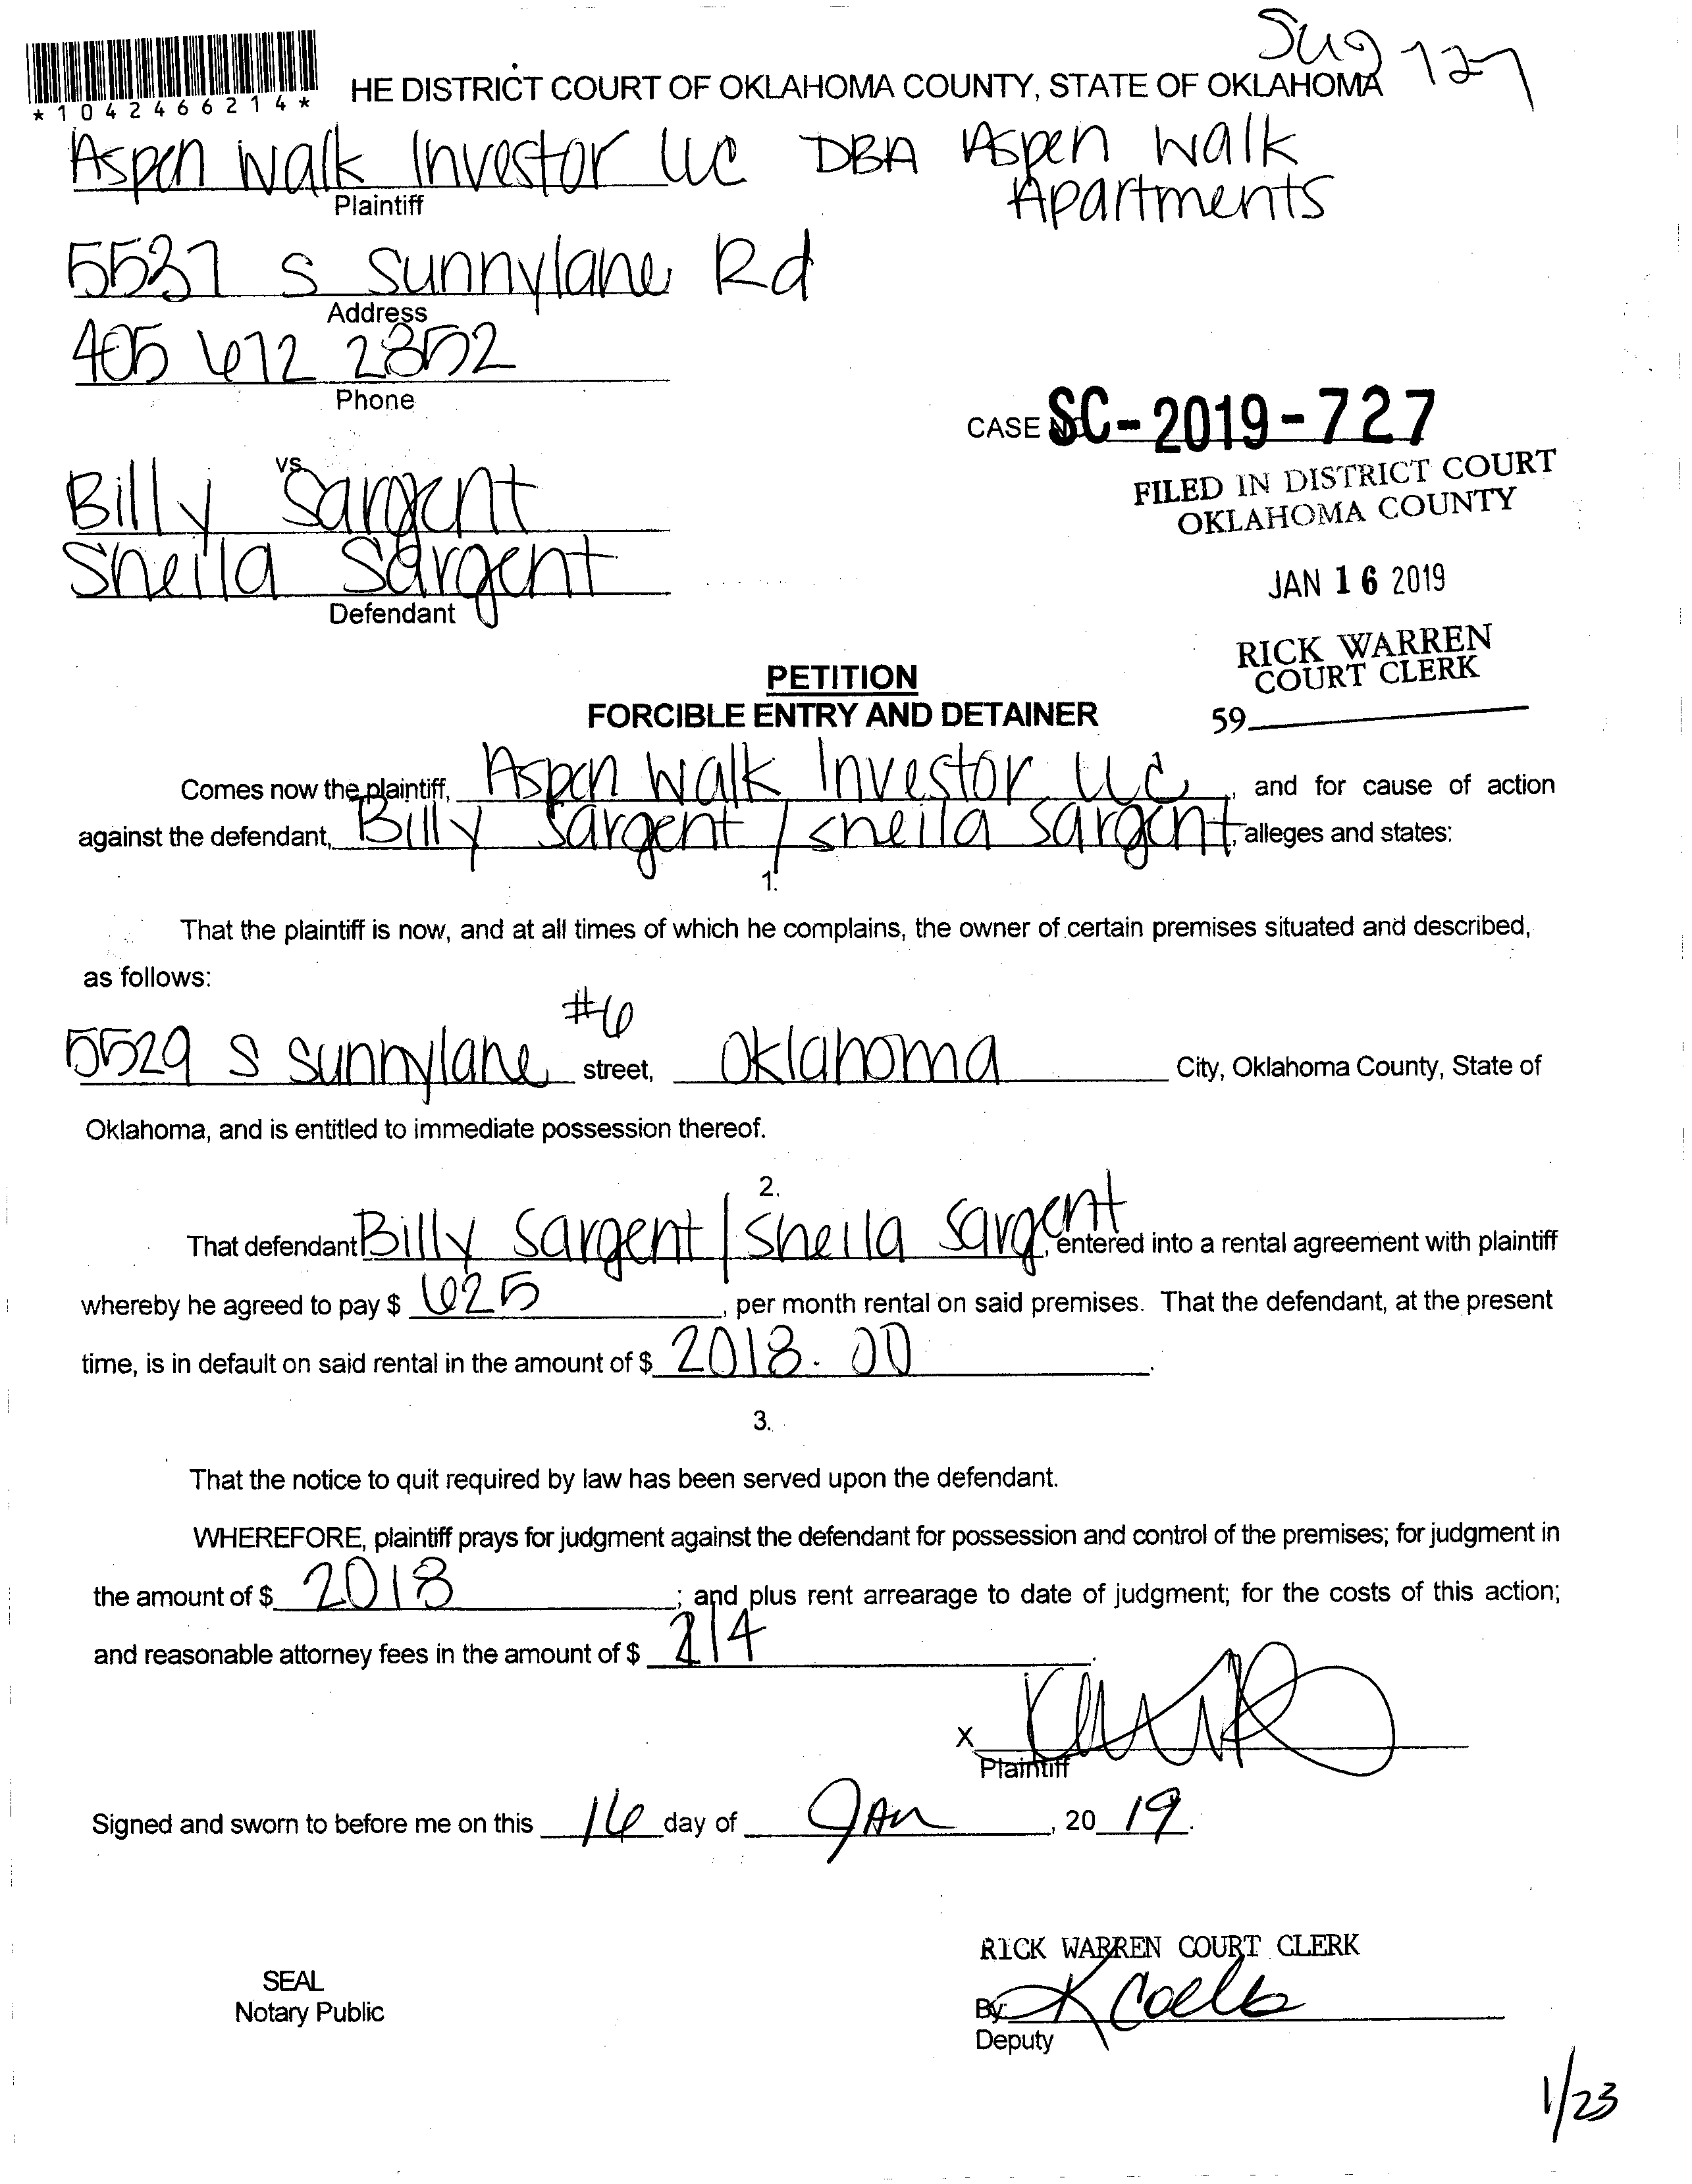 *1042466214*
HE DISTRICT COURT OF OKLAHOMA COUNTY, STATE OF OKLAHOMA
Aspen Walk Investor LLC DBA Aspen Walk
Apartments
Plaintiff
5537 S Sunnylane Rd
Address
405 672 2352
Phone
CASE NO. SC-2019-727
FILED IN DISTRICT COURT
OKLAHOMA COUNTY
JAN 16 2019
RICK WARREN
COURT CLERK
59
vs
Billy Sargent
Sheila Sargent
Defendant
PETITION
FORCIBLE ENTRY AND DETAINER
Comes now the plaintiff, Aspen Walk Investor LLC, and for cause of action
against the defendant, Billy Sargent / Sheila Sargent, alleges and states:
1.
That the plaintiff is now, and at all times of which he complains, the owner of certain premises situated and described,
as follows:
#6
5529 S Sunnylane street, Oklahoma City, Oklahoma County, State of
Oklahoma, and is entitled to immediate possession thereof.
2.
That defendant Billy Sargent / Sheila Sargent, entered into a rental agreement with plaintiff
whereby he agreed to pay $ 625, per month rental on said premises. That the defendant, at the present
time, is in default on said rental in the amount of $ 2018.00.
3.
That the notice to quit required by law has been served upon the defendant.
WHEREFORE, plaintiff prays for judgment against the defendant for possession and control of the premises; for judgment in
the amount of $ 2018; and plus rent arrearage to date of judgment; for the costs of this action;
and reasonable attorney fees in the amount of $ 214.
X
Plaintiff
Signed and sworn to before me on this 16 day of Jan, 20 19.
RICK WARREN COURT CLERK
SEAL
Notary Public
By: K
Deputy
1/23